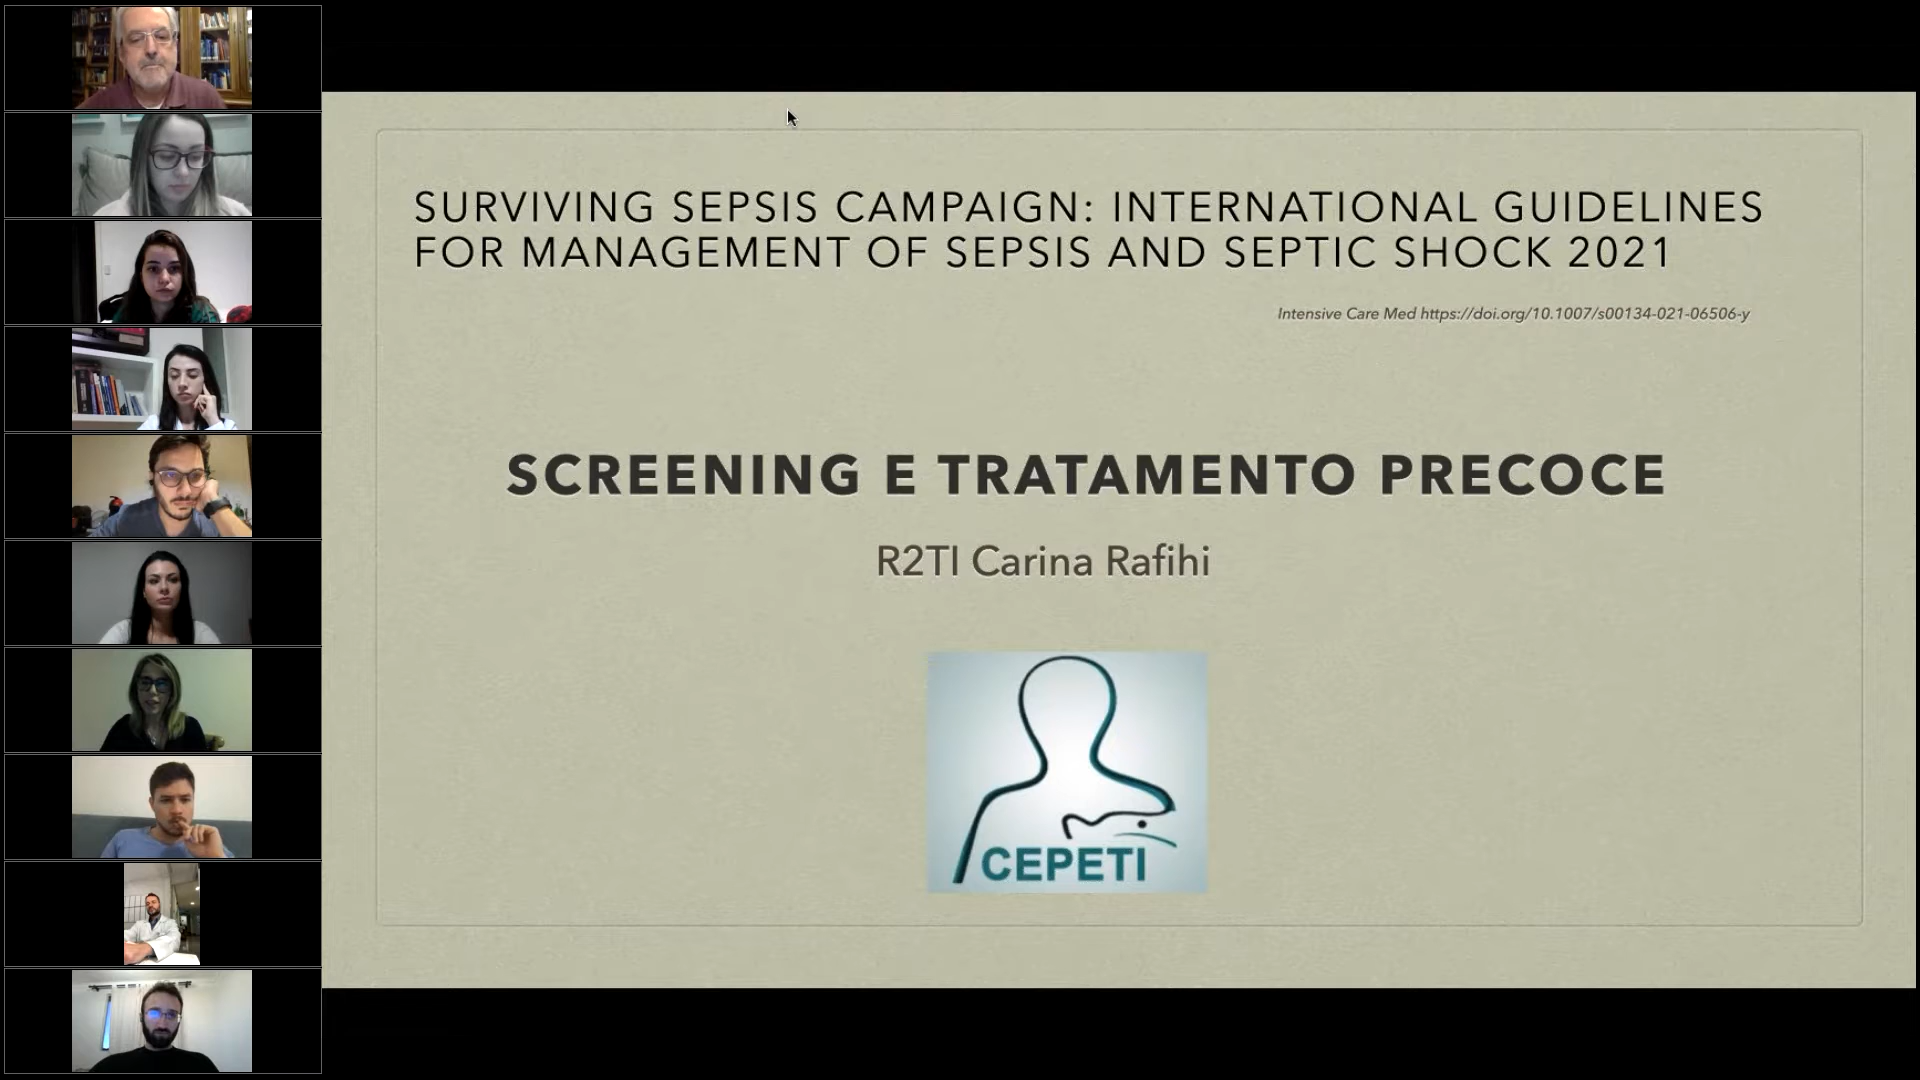 SURVIVING SEPSIS CAMPAIGN: INTERNATIONAL GUIDELINES
FOR MANAGEMENT OF SEPSIS AND SEPTIC SHOCK 2021
Intensive Care Med https://doi.org/10.1007/s00134-021-06506-y
SCREENING E TRATAMENTO PRECOCE
R2TI Carina Rafihi
CEPETI